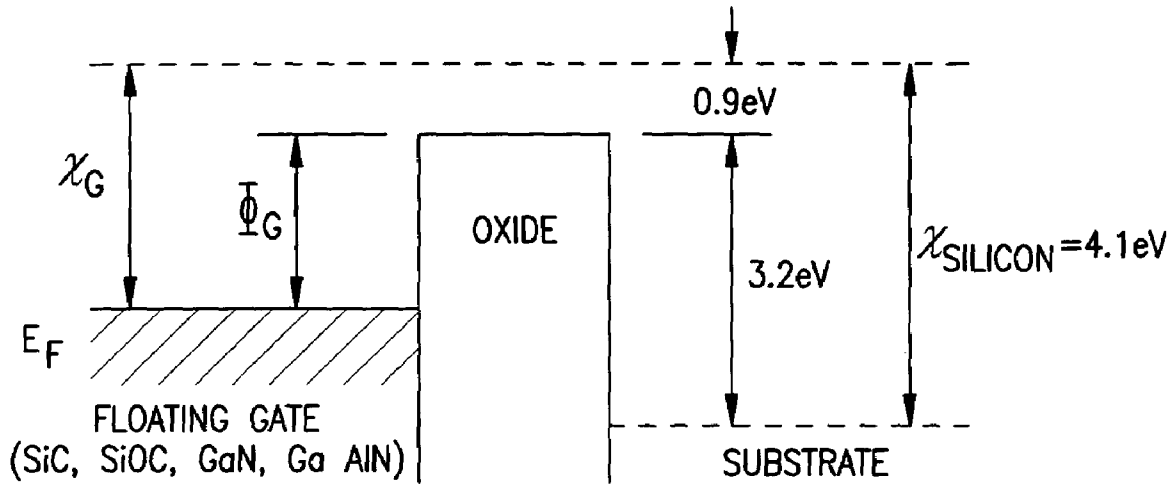 0.9eV
χG
ΦG
OXIDE
3.2eV
χSILICON=4.1eV
EF
FLOATING GATE
(SiC, SiOC, GaN, Ga AlN)
SUBSTRATE